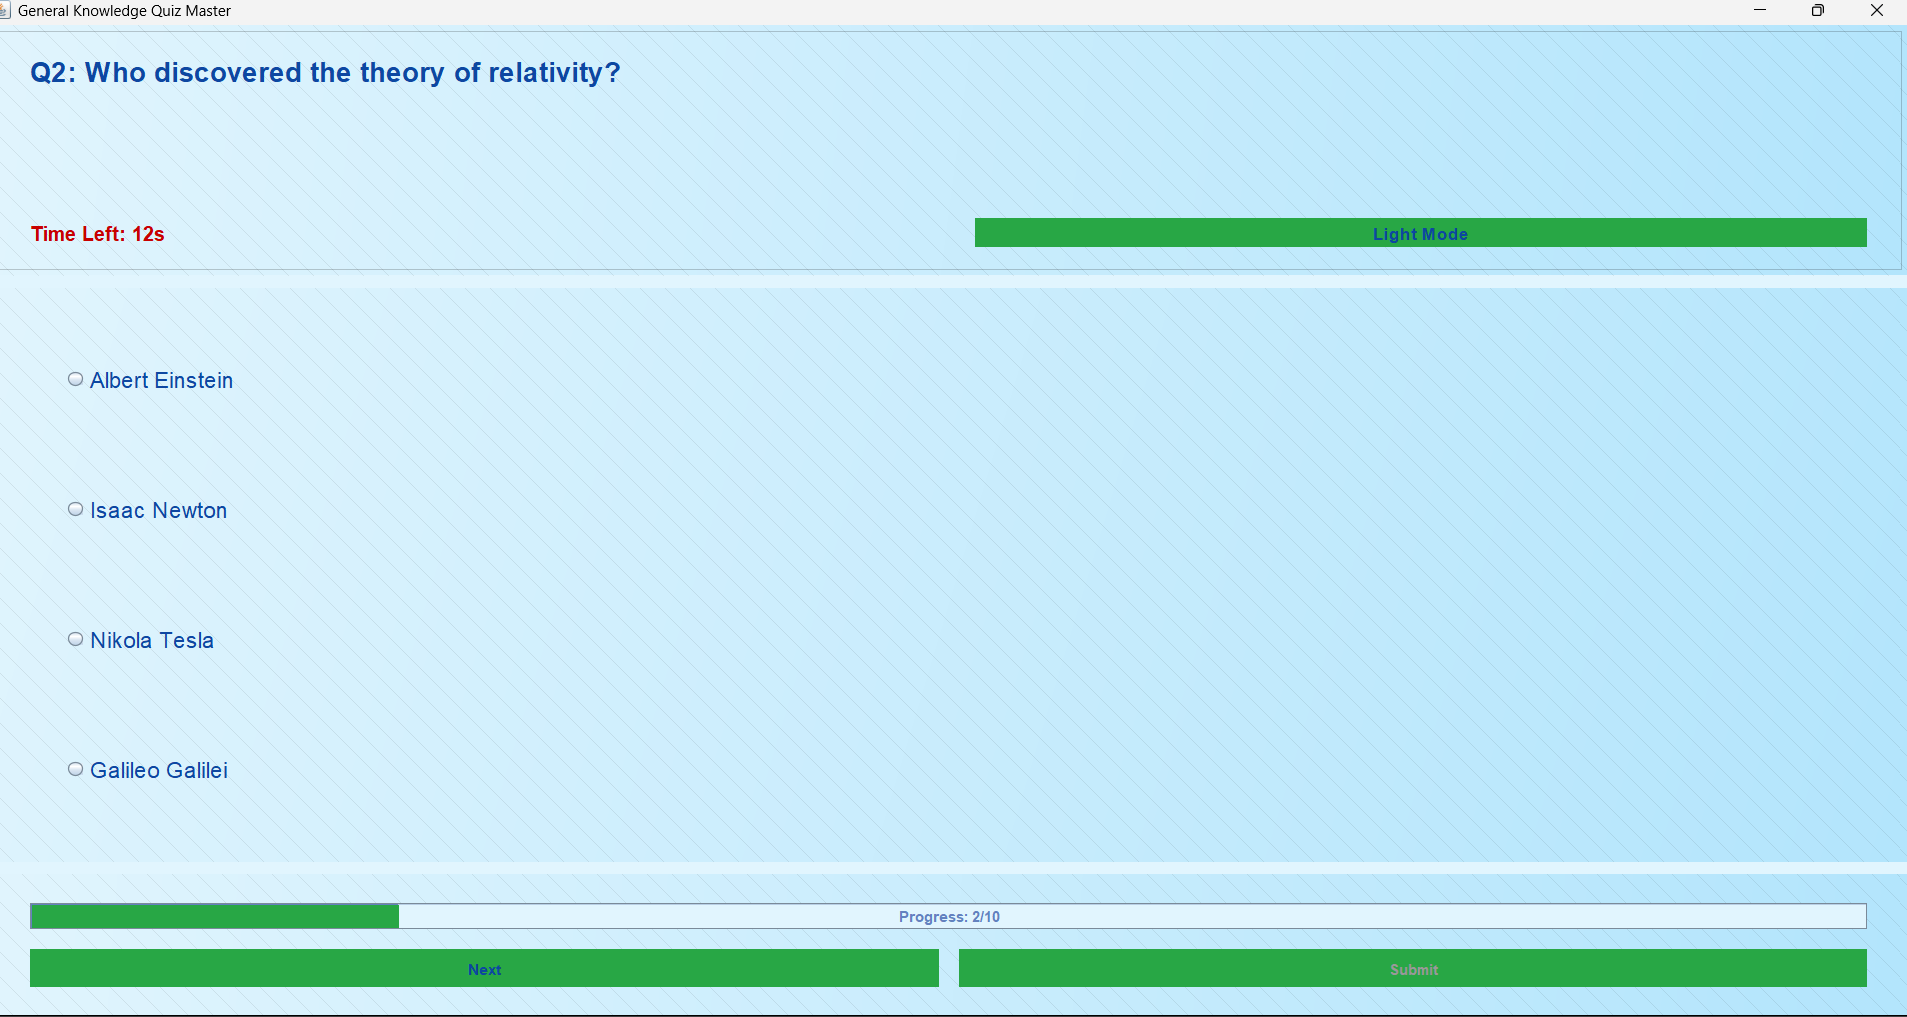 General Knowledge Quiz Master
Q2: Who discovered the theory of relativity?
Time Left: 12s
Light Mode
Albert Einstein
Isaac Newton
Nikola Tesla
Galileo Galilei
Progress: 2/10
Next
Submit